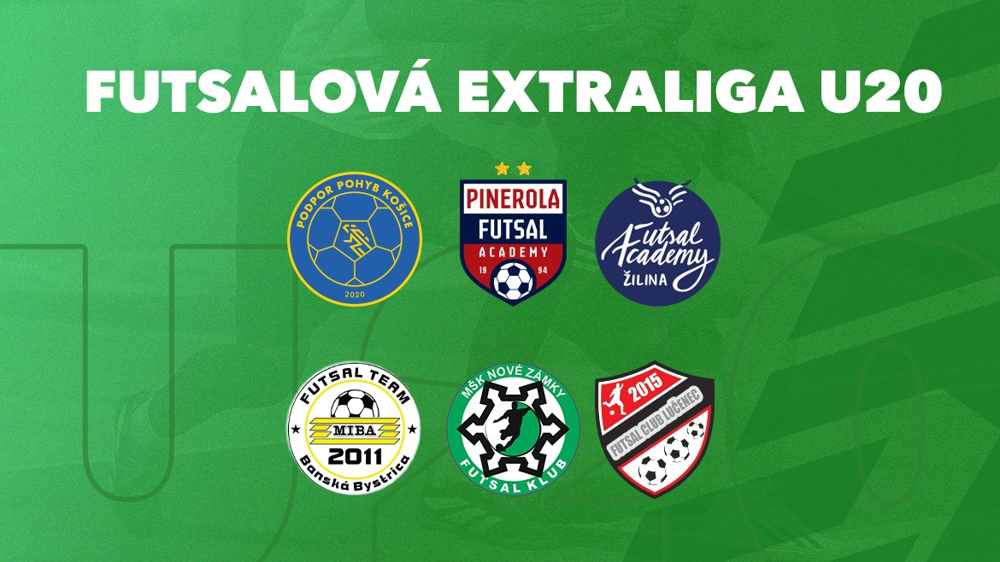 FUTSALOVÁ EXTRALIGA U20
PODPOR POHYB KOŠICE
2020
PINEROLA
FUTSAL
ACADEMY
19 94
Futsal
Academy
ŽILINA
FUTSAL TEAM
MIBA
2011
Banská Bystrica
MŠK NOVÉ ZÁMKY
FUTSAL KLUB
2015
FUTSAL CLUB LUČENEC